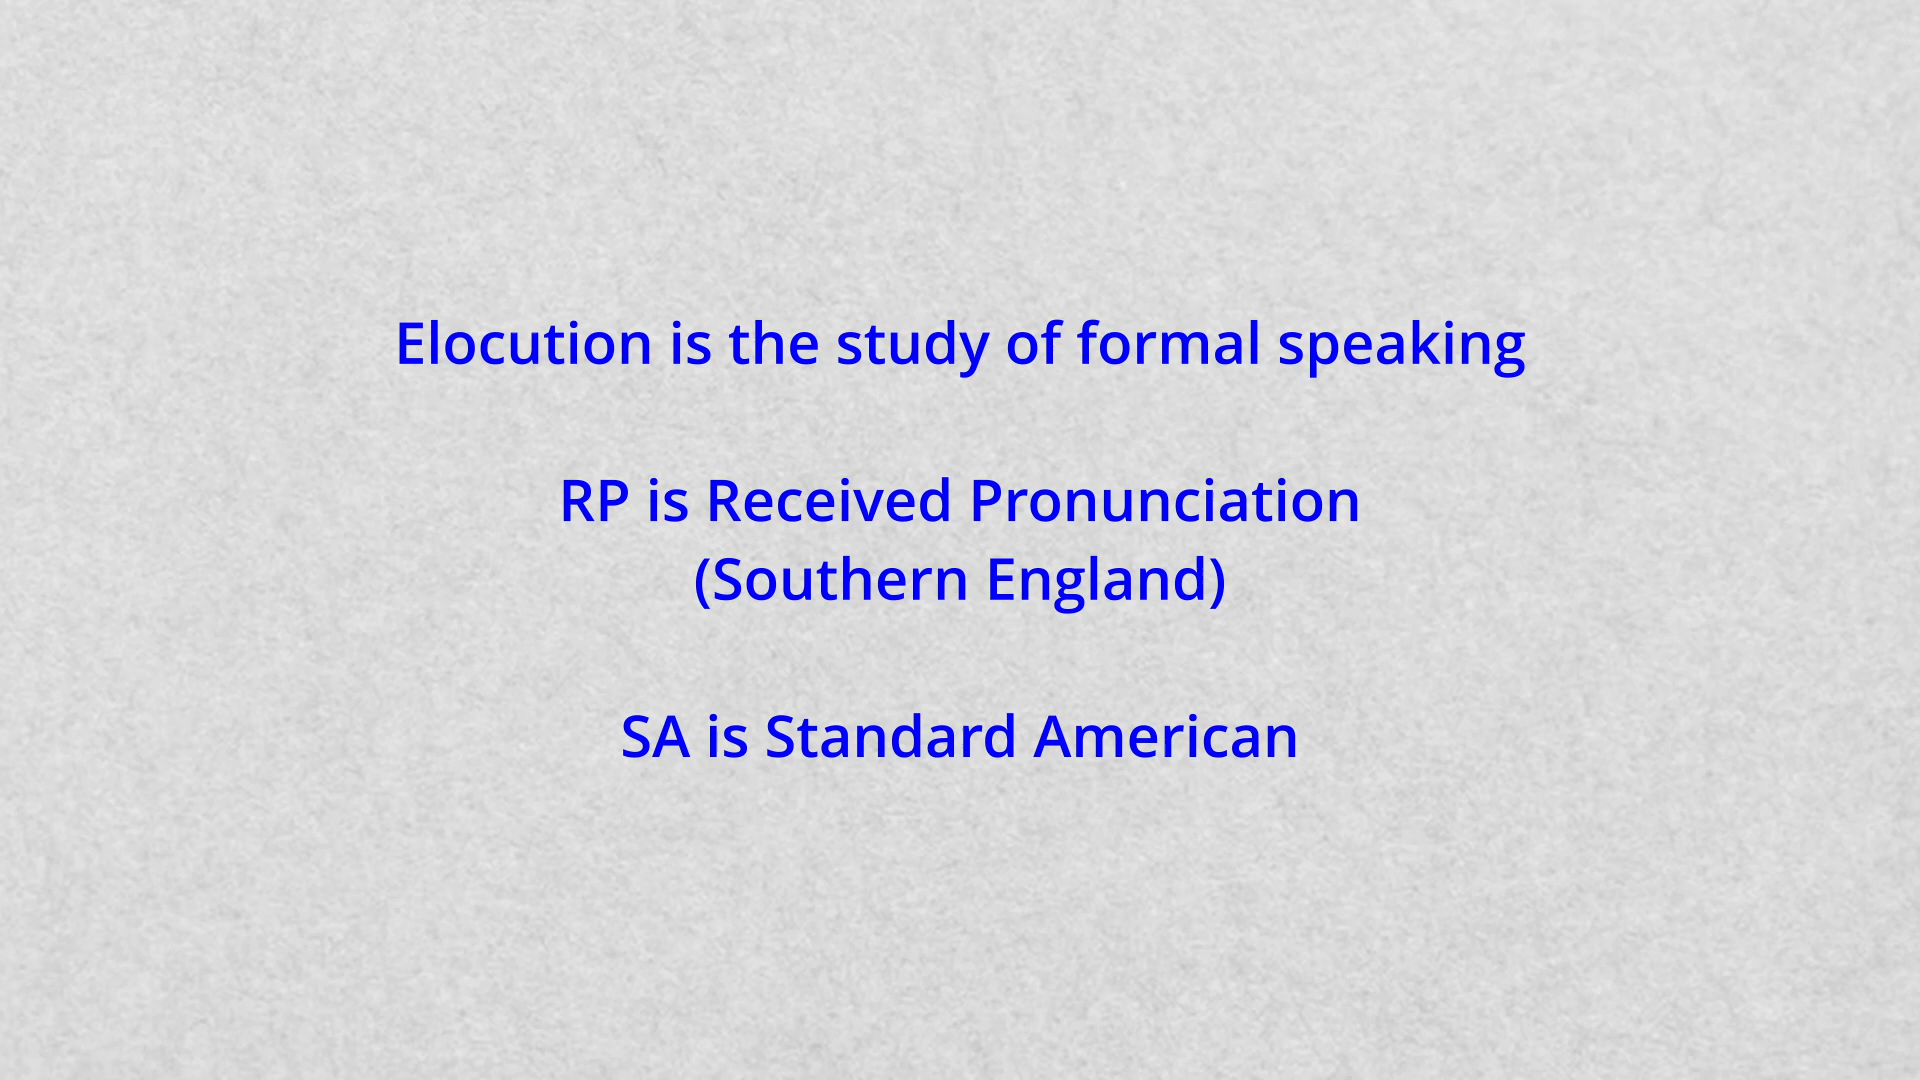 Elocution is the study of formal speaking
RP is Received Pronunciation
(Southern England)
SA is Standard American